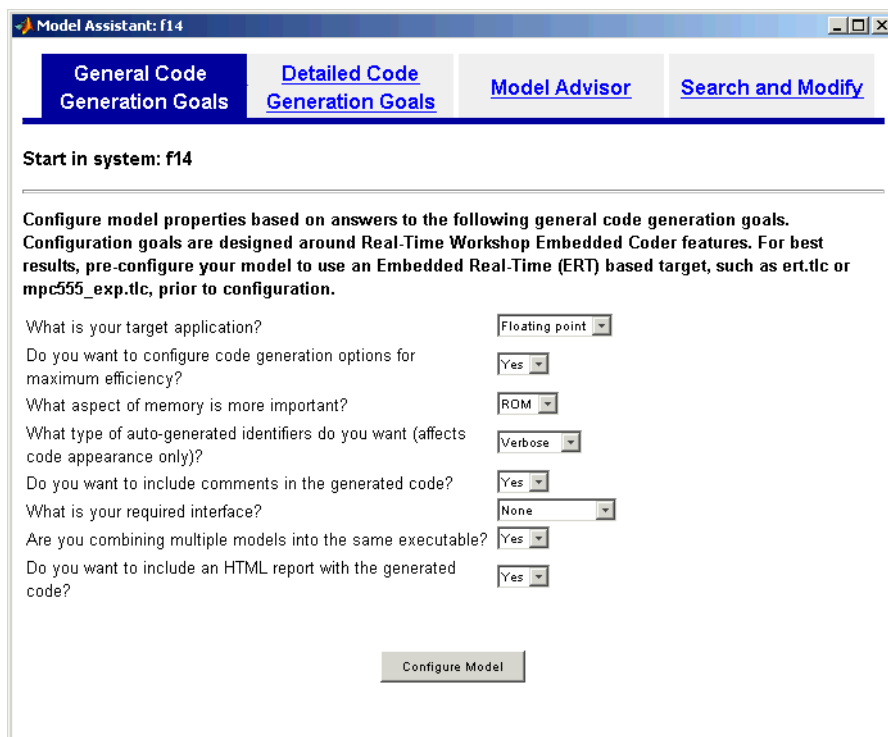 Model Assistant: f14
General Code
Generation Goals
Detailed Code
Generation Goals
Model Advisor
Search and Modify
Start in system: f14
Configure model properties based on answers to the following general code generation goals.
Configuration goals are designed around Real-Time Workshop Embedded Coder features. For best
results, pre-configure your model to use an Embedded Real-Time (ERT) based target, such as ert.tlc or
mpc555_exp.tlc, prior to configuration.
What is your target application?
Floating point
Do you want to configure code generation options for
maximum efficiency?
Yes
What aspect of memory is more important?
ROM
What type of auto-generated identifiers do you want (affects
code appearance only)?
Verbose
Do you want to include comments in the generated code?
Yes
What is your required interface?
None
Are you combining multiple models into the same executable?
Yes
Do you want to include an HTML report with the generated
code?
Yes
Configure Model